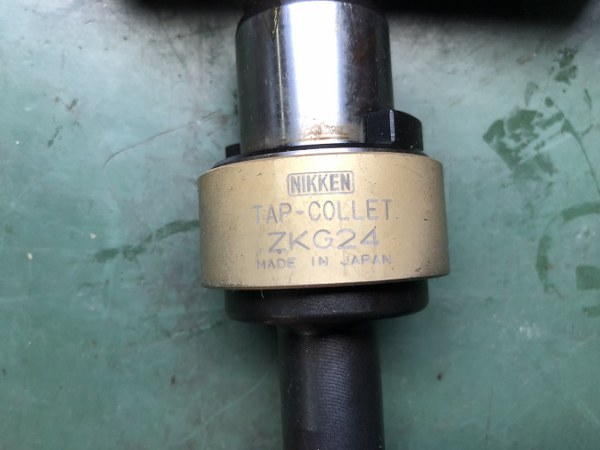 NIKKEN
TAP-COLLET
ZKG24
MADE IN JAPAN